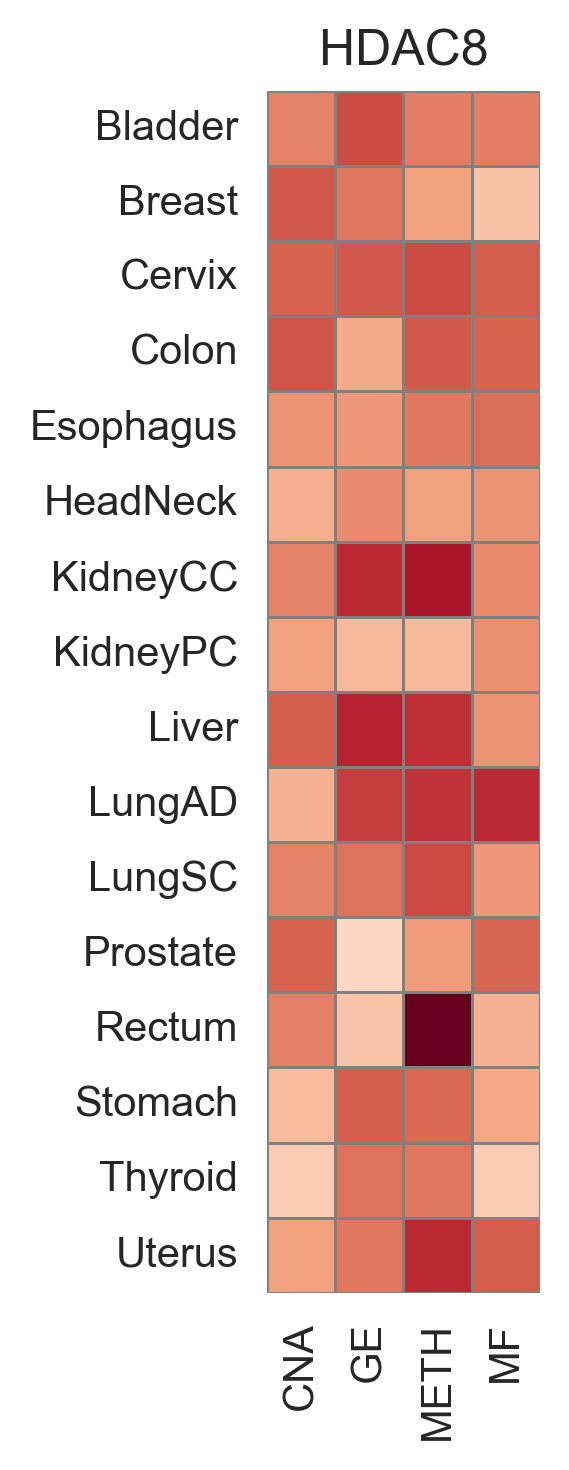 HDAC8
Bladder
Breast
Cervix
Colon
Esophagus
HeadNeck
KidneyCC
KidneyPC
Liver
LungAD
LungSC
Prostate
Rectum
Stomach
Thyroid
Uterus
CNA
GE
METH
MF